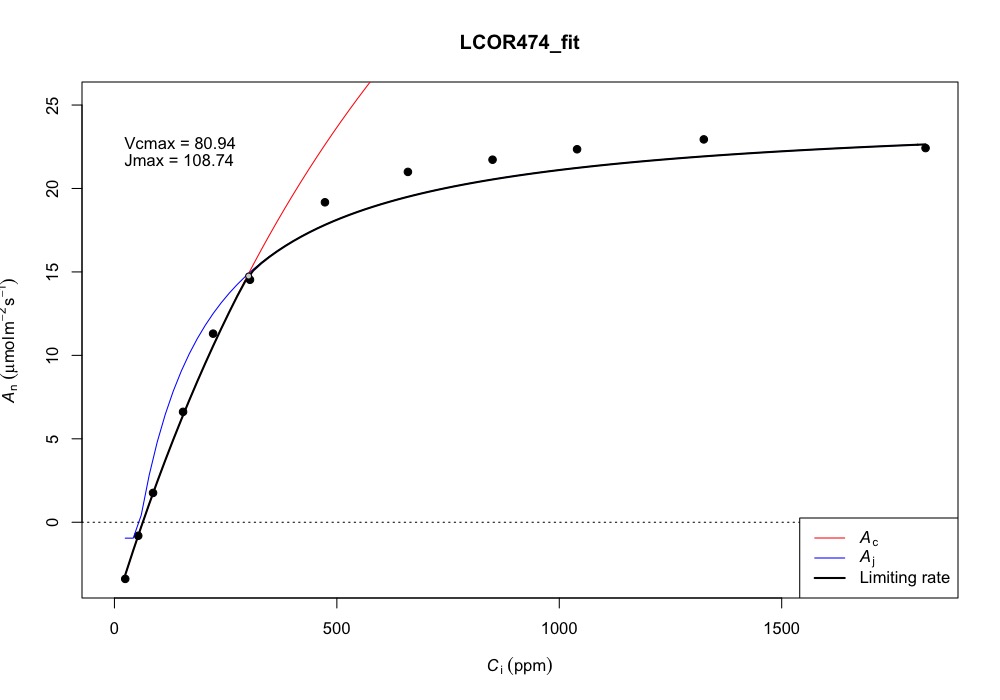 LCOR474_fit
Vcmax = 80.94
Jmax = 108.74
25
20
15
10
5
0
Aₙ (μmolm⁻²s⁻¹)
0 500 1000 1500
Cᵢ (ppm)
A_c
Aⱼ
Limiting rate